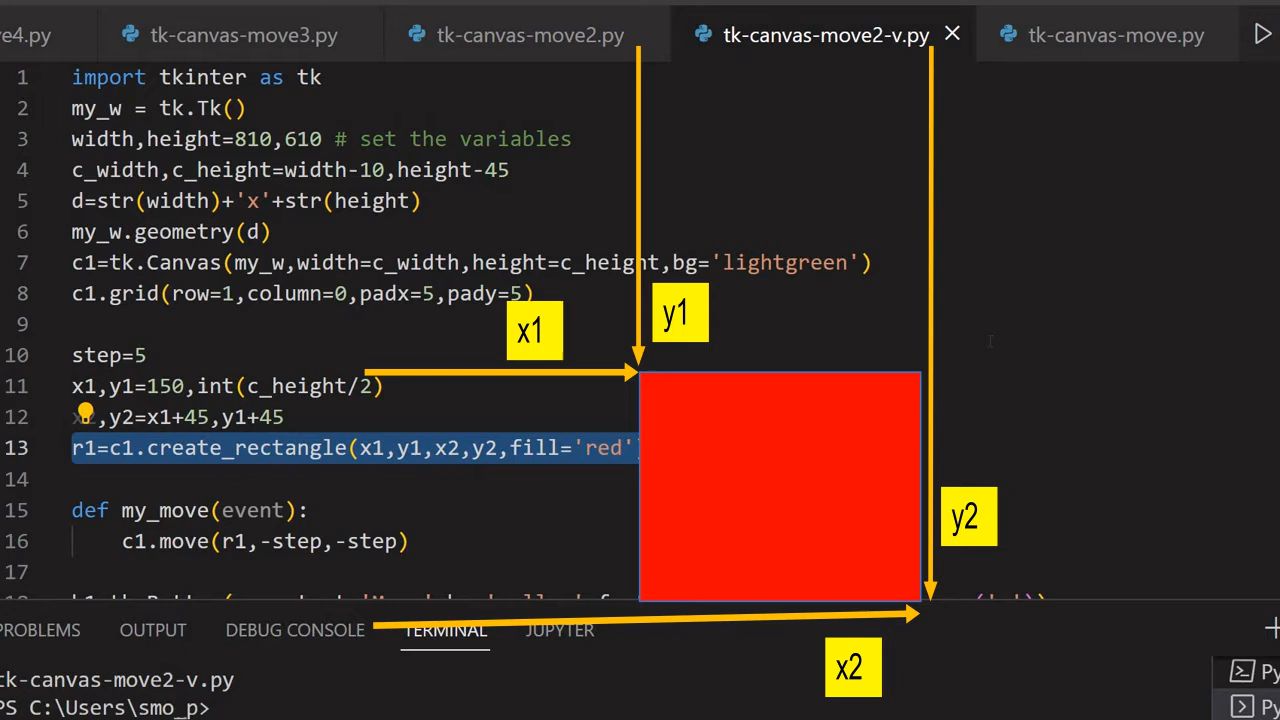 e4.py tk-canvas-move3.py tk-canvas-move2.py tk-canvas-move2-v.py tk-canvas-move.py
1 import tkinter as tk
2 my_w = tk.Tk()
3 width,height=810,610 # set the variables
4 c_width,c_height=width-10,height-45
5 d=str(width)+'x'+str(height)
6 my_w.geometry(d)
7 c1=tk.Canvas(my_w,width=c_width,height=c_height,bg='lightgreen')
8 c1.grid(row=1,column=0,padx=5,pady=5)
9
x1
y1
10 step=5
11 x1,y1=150,int(c_height/2)
12 x2,y2=x1+45,y1+45
13 r1=c1.create_rectangle(x1,y1,x2,y2,fill='red')
14
15 def my_move(event):
16 c1.move(r1,-step,-step)
y2
17
PROBLEMS OUTPUT DEBUG CONSOLE TERMINAL JUPYTER
x2
tk-canvas-move2-v.py
PS C:\Users\smo_p>
Py
Py